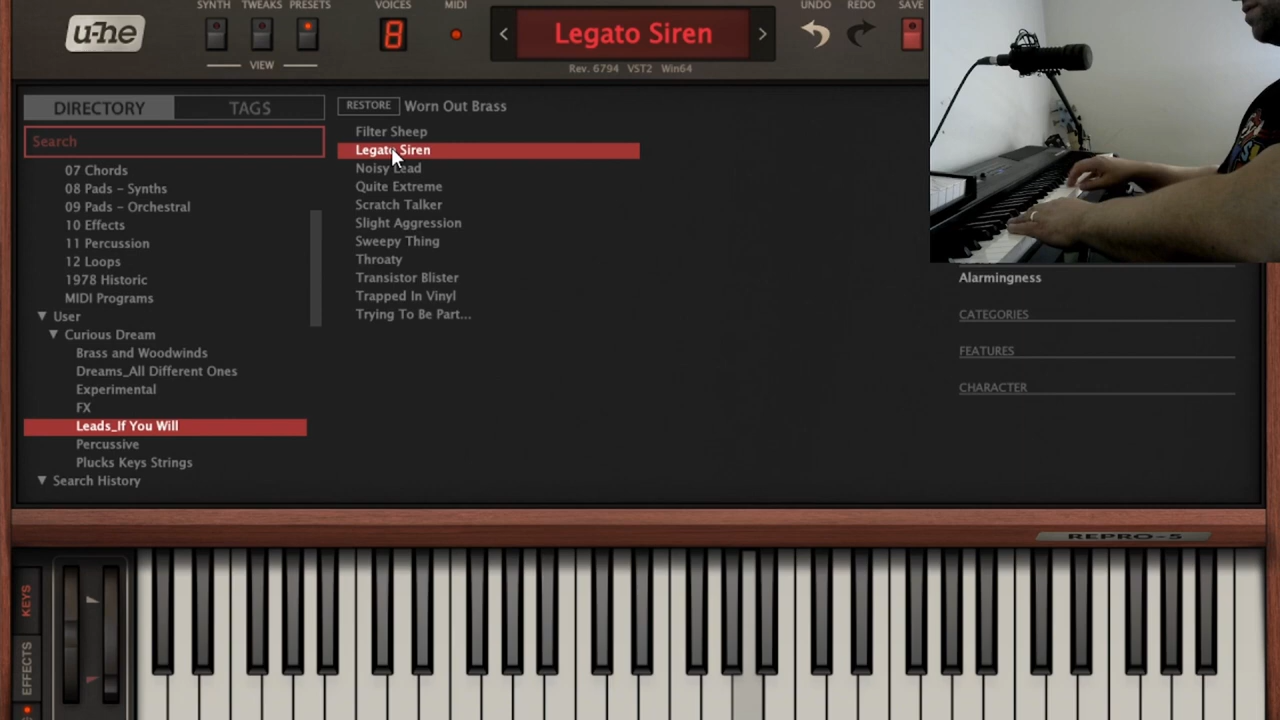 SYNTH TWEAKS PRESETS VOICES MIDI UNDO REDO SAVE
u-he
8
< Legato Siren >
VIEW
Rev. 6794 VST2 Win64
DIRECTORY TAGS
RESTORE Worn Out Brass
Search
Filter Sheep
Legato Siren
Noisy Lead
Quite Extreme
Scratch Talker
Slight Aggression
Sweepy Thing
Throaty
Transistor Blister
Trapped In Vinyl
Trying To Be Part...
07 Chords
08 Pads - Synths
09 Pads - Orchestral
10 Effects
11 Percussion
12 Loops
1978 Historic
MIDI Programs
User
Curious Dream
Brass and Woodwinds
Dreams_All Different Ones
Experimental
FX
Leads_If You Will
Percussive
Plucks Keys Strings
Search History
Alarmingness
CATEGORIES
FEATURES
CHARACTER
REPRO-5
KEYS
EFFECTS